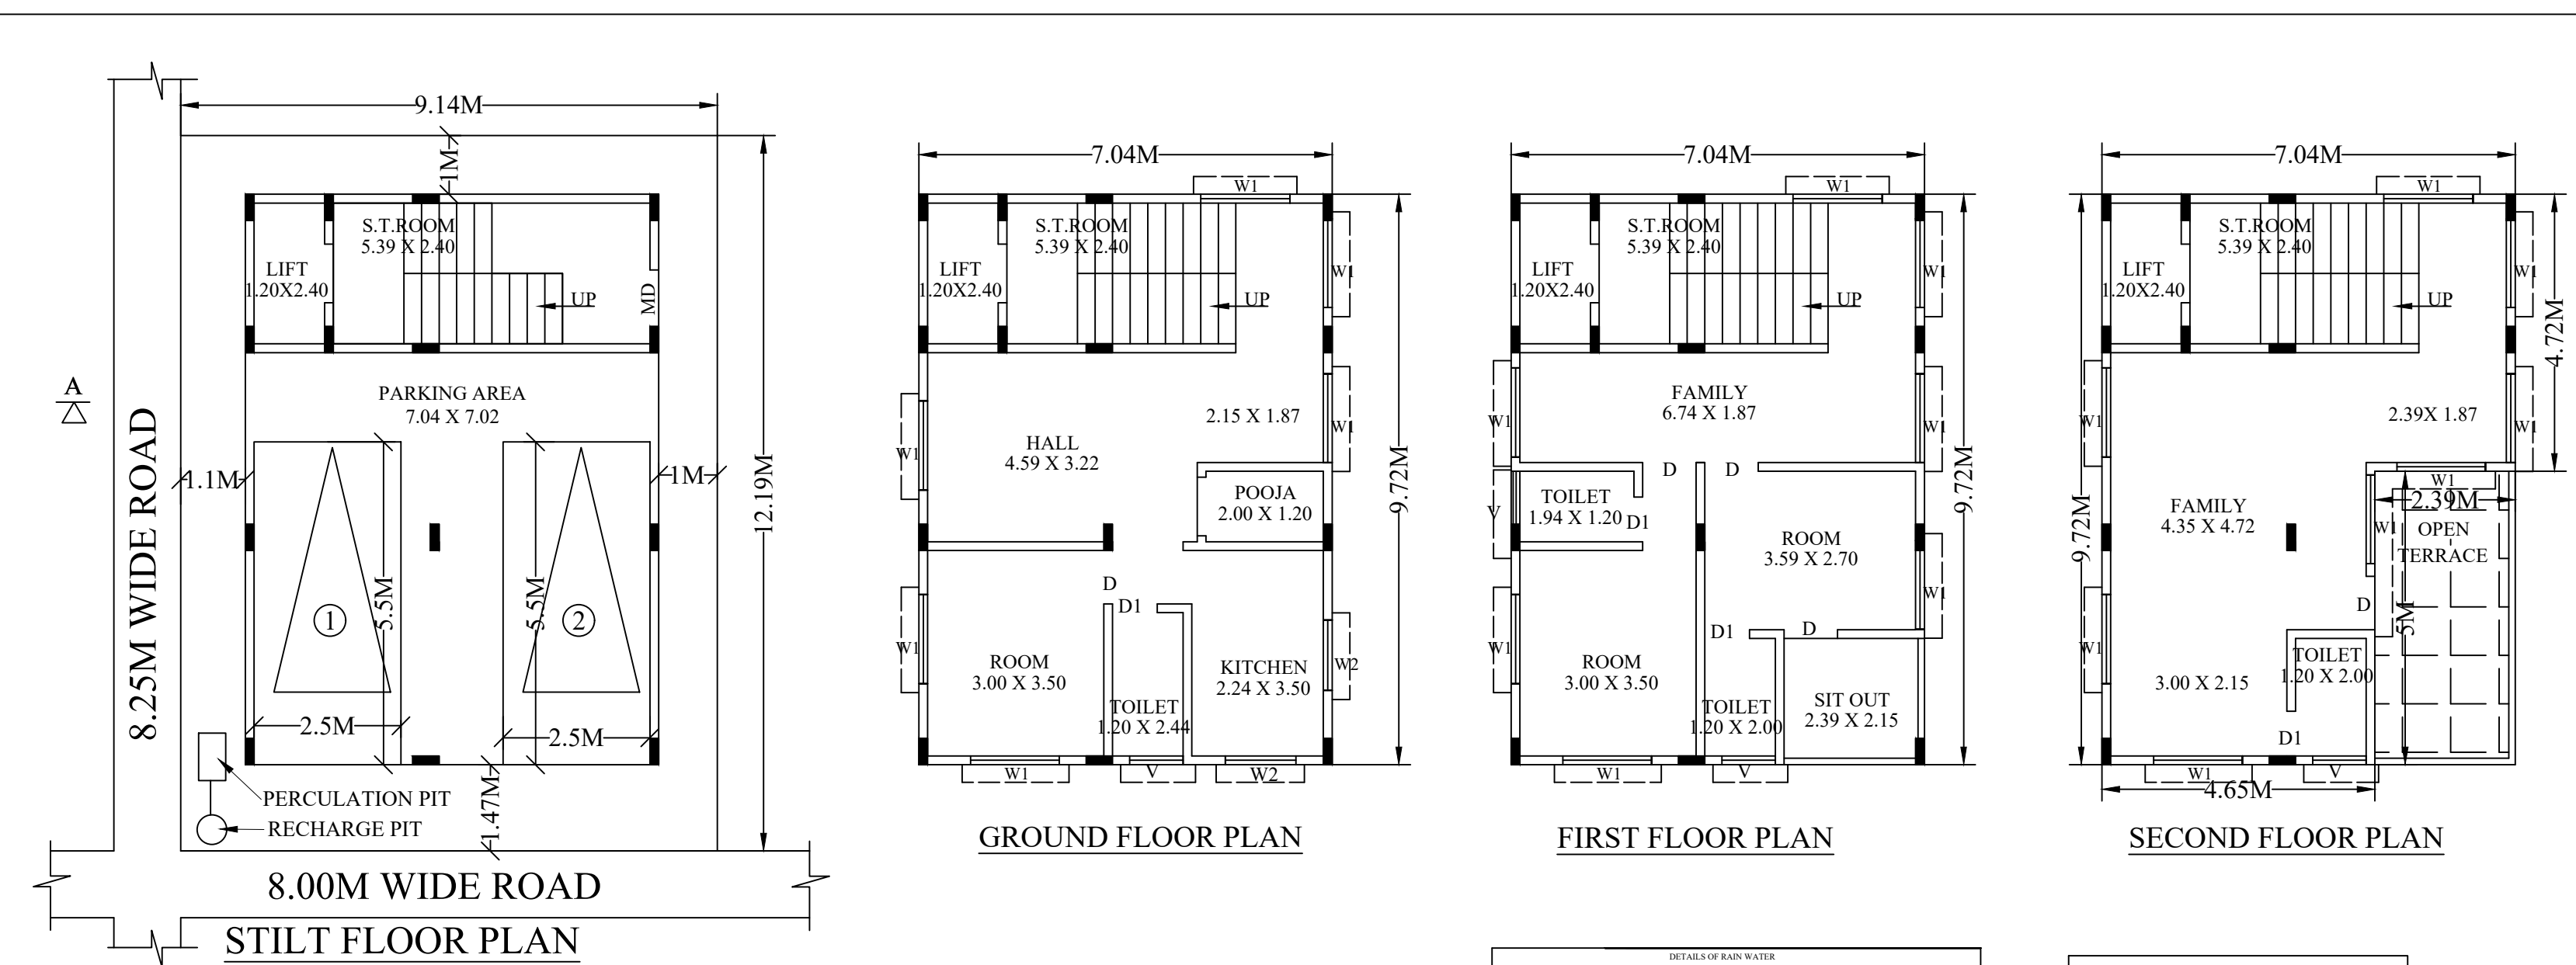 9.14M
1M
S.T.ROOM
5.39 X 2.40
LIFT
1.20X2.40
UP
MD
A
PARKING AREA
7.04 X 7.02
8.25M WIDE ROAD
1.1M
1M
12.19M
5.5M
5.5M
1
2
2.5M
2.5M
1.47M
PERCULATION PIT
RECHARGE PIT
8.00M WIDE ROAD
STILT FLOOR PLAN
7.04M
W1
S.T.ROOM
5.39 X 2.40
LIFT
1.20X2.40
W1
UP
2.15 X 1.87
W1
HALL
4.59 X 3.22
W1
9.72M
POOJA
2.00 X 1.20
D
D1
W1
ROOM
3.00 X 3.50
KITCHEN
2.24 X 3.50
W2
TOILET
1.20 X 2.44
W1
V
W2
GROUND FLOOR PLAN
7.04M
W1
S.T.ROOM
5.39 X 2.40
LIFT
1.20X2.40
W1
UP
FAMILY
6.74 X 1.87
W1
W1
9.72M
D
D
TOILET
1.94 X 1.20
D1
V
ROOM
3.59 X 2.70
W1
D1
D
W1
ROOM
3.00 X 3.50
TOILET
1.20 X 2.00
SIT OUT
2.39 X 2.15
W1
V
FIRST FLOOR PLAN
7.04M
W1
S.T.ROOM
5.39 X 2.40
LIFT
1.20X2.40
W1
UP
4.72M
2.39X 1.87
W1
W1
W1
2.39M
9.72M
FAMILY
4.35 X 4.72
W1
OPEN
TERRACE
D
5M
W1
TOILET
1.20 X 2.00
3.00 X 2.15
D1
W1
V
4.65M
SECOND FLOOR PLAN
DETAILS OF RAIN WATER